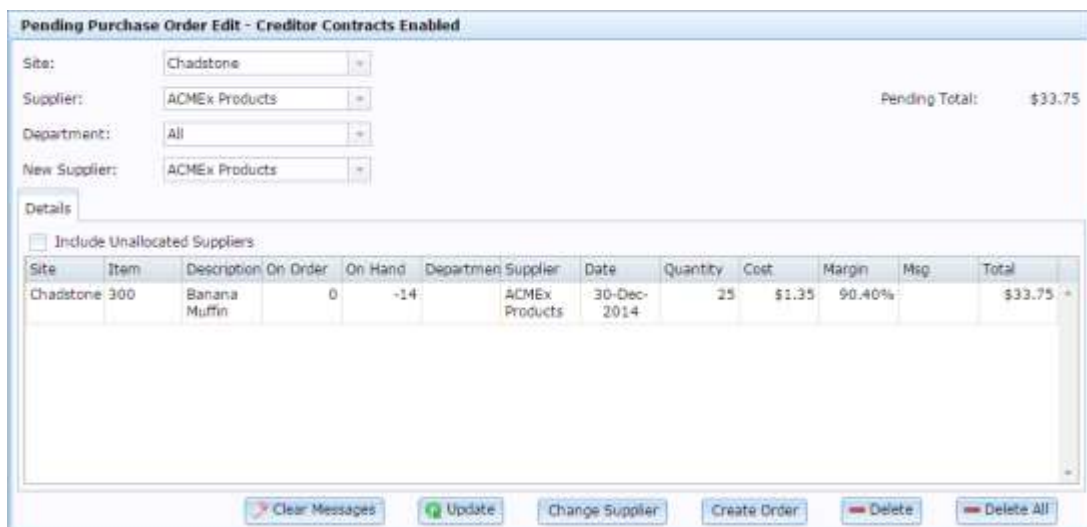 Pending Purchase Order Edit - Creditor Contracts Enabled
Site: Chadstone
Supplier: ACMEx Products Pending Total: $33.75
Department: All
New Supplier: ACMEx Products
Details
Include Unallocated Suppliers
Site Item Description On Order On Hand Departmen Supplier Date Quantity Cost Margin Msg Total
Chadstone 300 Banana 0 -14 ACMEx 30-Dec- 25 $1.35 90.40% $33.75
Muffin Products 2014
Clear Messages Update Change Supplier Create Order Delete Delete All